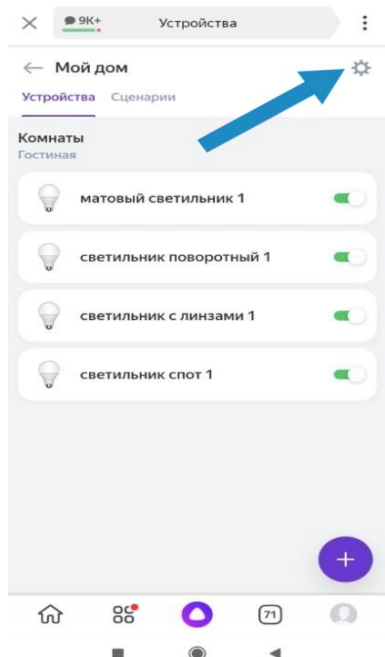 9К+ Устройства
Мой дом
Устройства Сценарии
Комнаты
Гостиная
матовый светильник 1
светильник поворотный 1
светильник с линзами 1
светильник спот 1
71